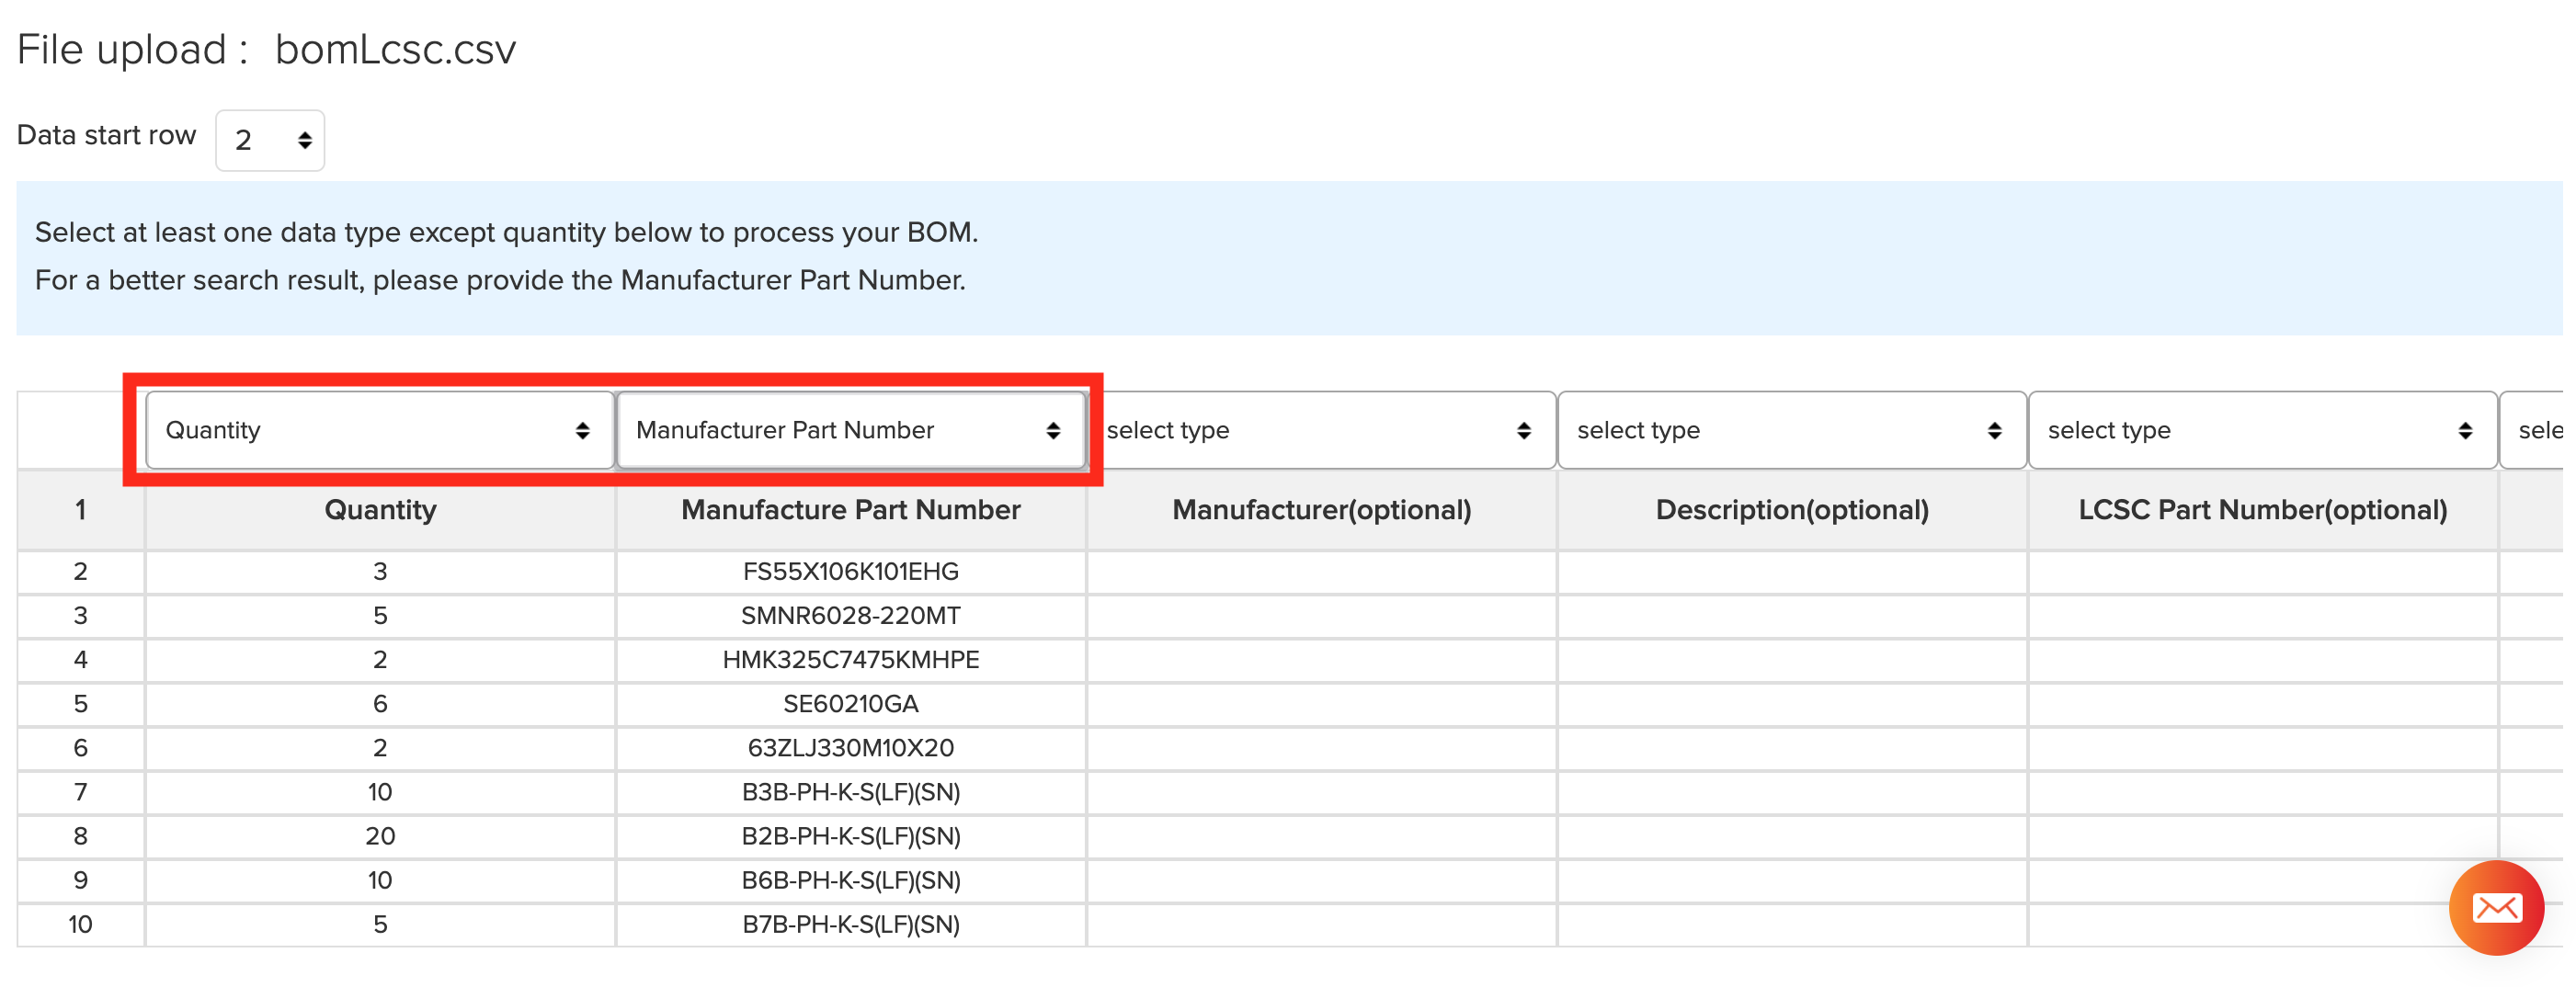 File upload : bomLcsc.csv
Data start row 2
Select at least one data type except quantity below to process your BOM.
For a better search result, please provide the Manufacturer Part Number.
Quantity Manufacturer Part Number select type select type select type sele
1 Quantity Manufacture Part Number Manufacturer(optional) Description(optional) LCSC Part Number(optional)
2 3 FS55X106K101EHG
3 5 SMNR6028-220MT
4 2 HMK325C7475KMHPE
5 6 SE60210GA
6 2 63ZLJ330M10X20
7 10 B3B-PH-K-S(LF)(SN)
8 20 B2B-PH-K-S(LF)(SN)
9 10 B6B-PH-K-S(LF)(SN)
10 5 B7B-PH-K-S(LF)(SN)